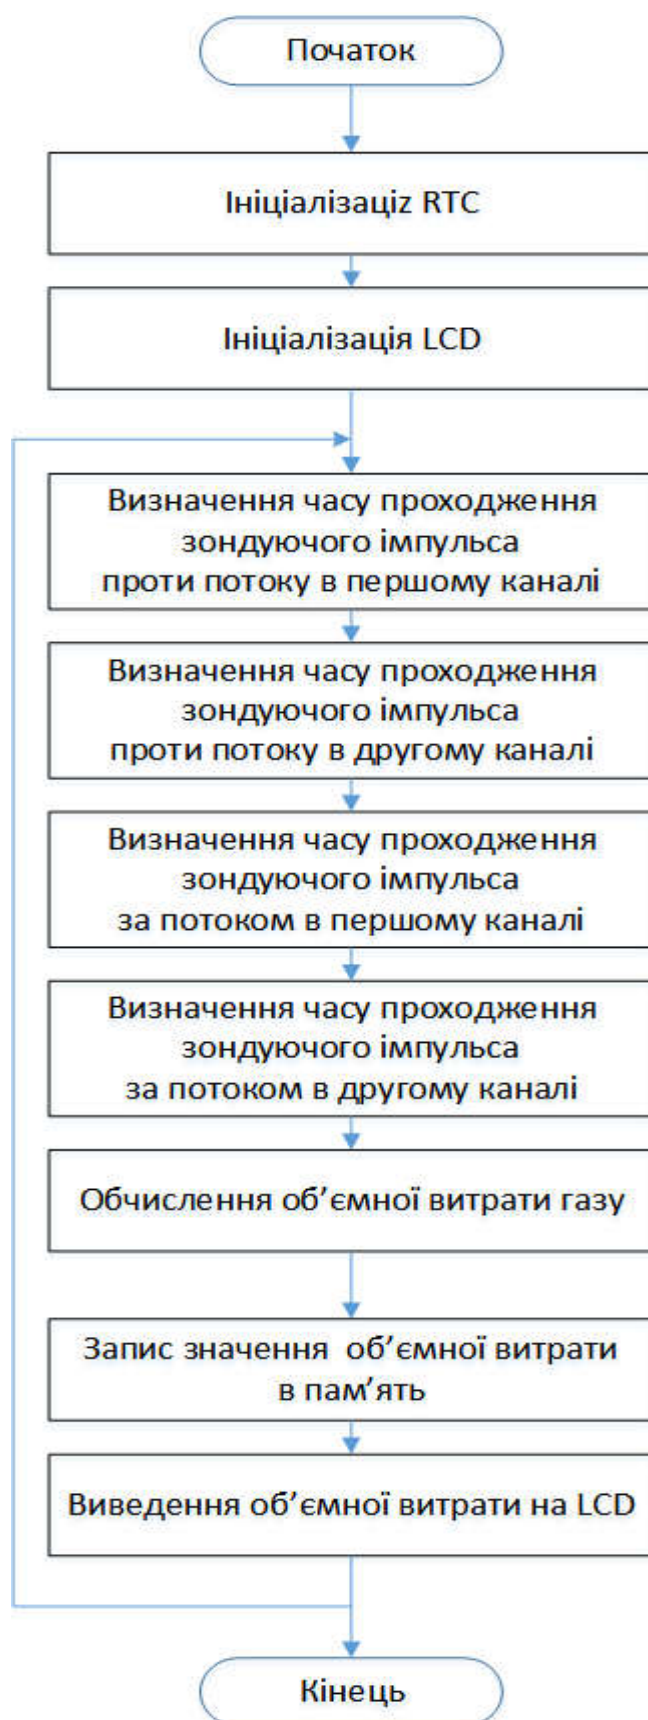 Початок
Ініціалізаціz RTC
Ініціалізація LCD
Визначення часу проходження
зондуючого імпульса
проти потоку в першому каналі
Визначення часу проходження
зондуючого імпульса
проти потоку в другому каналі
Визначення часу проходження
зондуючого імпульса
за потоком в першому каналі
Визначення часу проходження
зондуючого імпульса
за потоком в другому каналі
Обчислення об’ємної витрати газу
Запис значення об’ємної витрати
в пам’ять
Виведення об’ємної витрати на LCD
Кінець